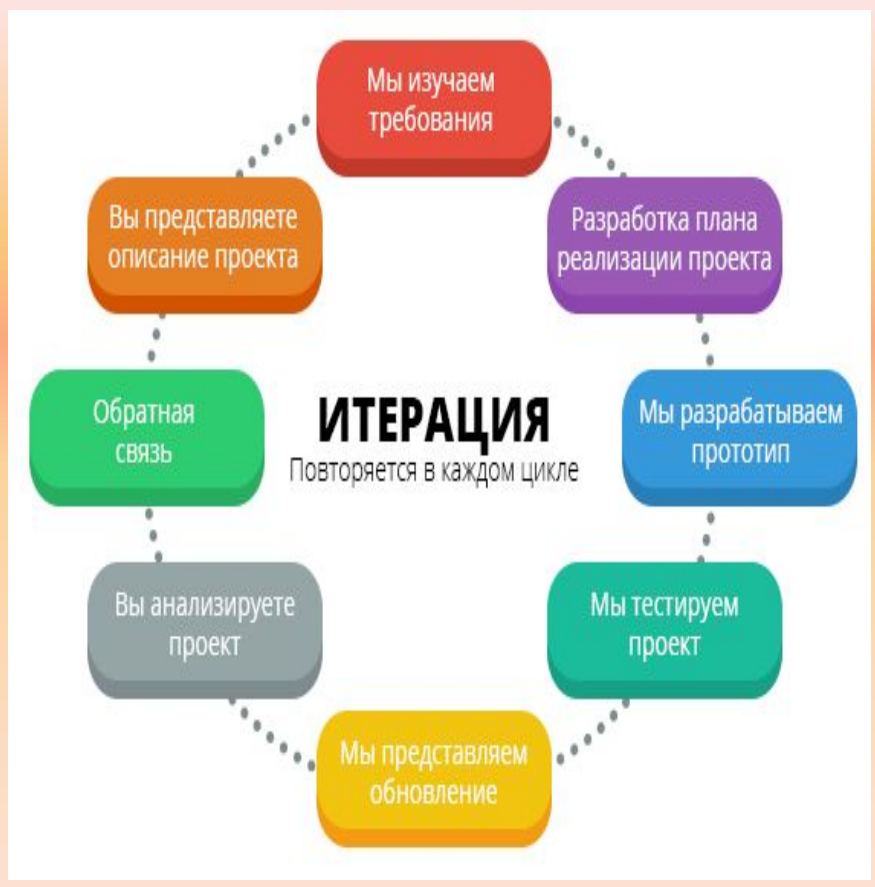 Мы изучаем
требования
Вы представляете
описание проекта
Разработка плана
реализации проекта
Обратная
связь
ИТЕРАЦИЯ
Повторяется в каждом цикле
Мы разрабатываем
прототип
Вы анализируете
проект
Мы тестируем
проект
Мы представляем
обновление